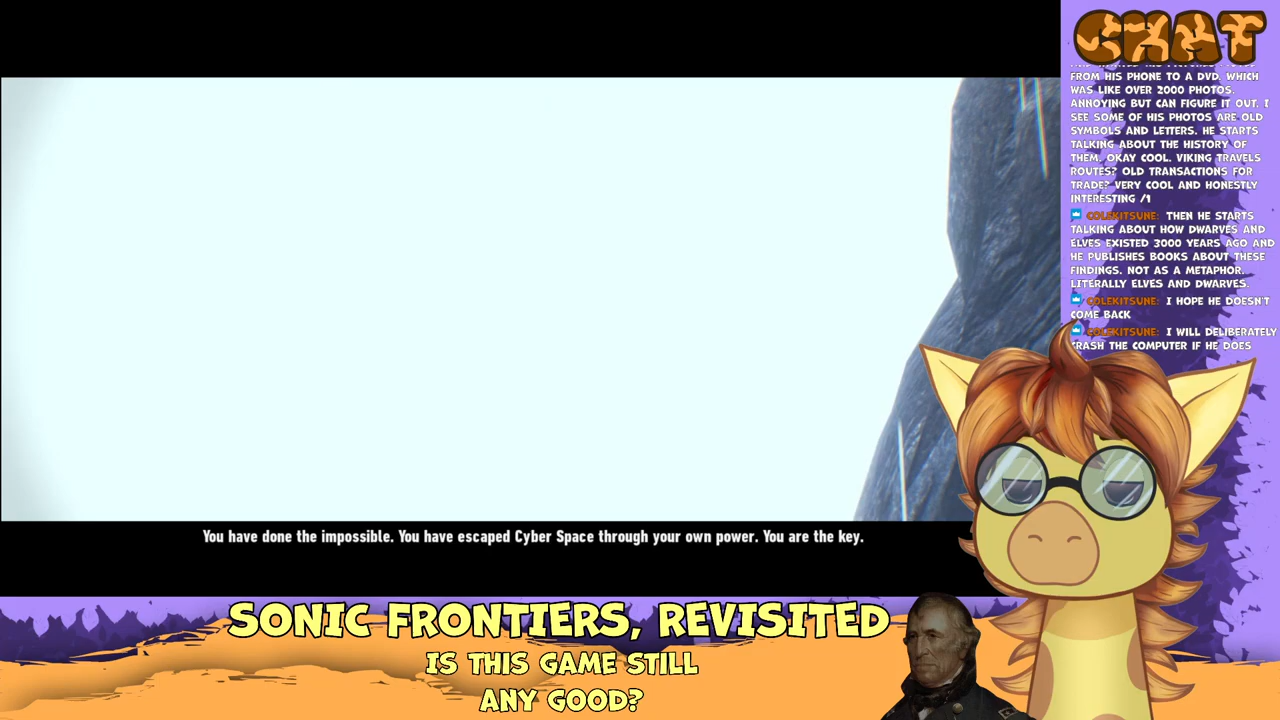 CHAT
FROM HIS PHONE TO A DVD. WHICH
WAS LIKE OVER 2000 PHOTOS.
ANNOYING BUT CAN FIGURE IT OUT. I
SEE SOME OF HIS PHOTOS ARE OLD
SYMBOLS AND LETTERS. HE STARTS
TALKING ABOUT THE HISTORY OF
THEM. OKAY COOL. VIKING TRAVELS
ROUTES? OLD TRANSACTIONS FOR
TRADE? VERY COOL AND HONESTLY
INTERESTING /1
COLEKITSUNE: THEN HE STARTS
TALKING ABOUT HOW DWARVES AND
ELVES EXISTED 3000 YEARS AGO AND
HE PUBLISHES BOOKS ABOUT THESE
FINDINGS. NOT AS A METAPHOR.
LITERALLY ELVES AND DWARVES.
COLEKITSUNE: I HOPE HE DOESN'T
COME BACK
COLEKITSUNE: I WILL DELIBERATELY
CRASH THE COMPUTER IF HE DOES
You have done the impossible. You have escaped Cyber Space through your own power. You are the key.
SONIC FRONTIERS, REVISITED
IS THIS GAME STILL
ANY GOOD?